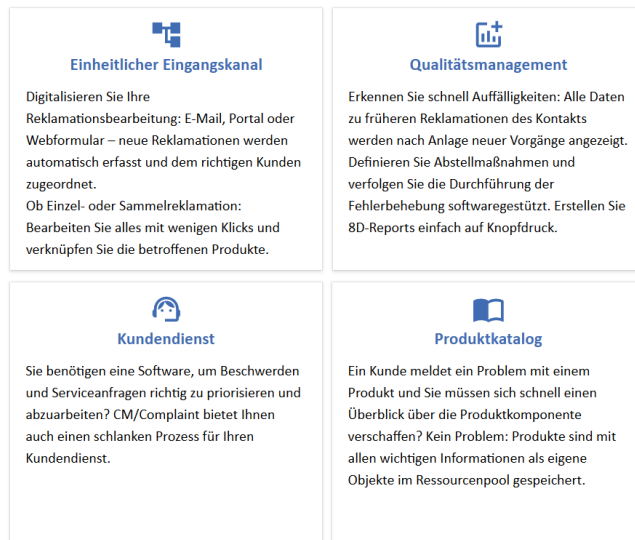 Einheitlicher Eingangskanal
Digitalisieren Sie Ihre
Reklamationsbearbeitung: E-Mail, Portal oder
Webformular – neue Reklamationen werden
automatisch erfasst und dem richtigen Kunden
zugeordnet.
Ob Einzel- oder Sammelreklamation:
Bearbeiten Sie alles mit wenigen Klicks und
verknüpfen Sie die betroffenen Produkte.
Qualitätsmanagement
Erkennen Sie schnell Auffälligkeiten: Alle Daten
zu früheren Reklamationen des Kontakts
werden nach Anlage neuer Vorgänge angezeigt.
Definieren Sie Abstellmaßnahmen und
verfolgen Sie die Durchführung der
Fehlerbehebung softwaregestützt. Erstellen Sie
8D-Reports einfach auf Knopfdruck.
Kundendienst
Sie benötigen eine Software, um Beschwerden
und Serviceanfragen richtig zu priorisieren und
abzuarbeiten? CM/Complaint bietet Ihnen
auch einen schlanken Prozess für Ihren
Kundendienst.
Produktkatalog
Ein Kunde meldet ein Problem mit einem
Produkt und Sie müssen sich schnell einen
Überblick über die Produktkomponente
verschaffen? Kein Problem: Produkte sind mit
allen wichtigen Informationen als eigene
Objekte im Ressourcenpool gespeichert.